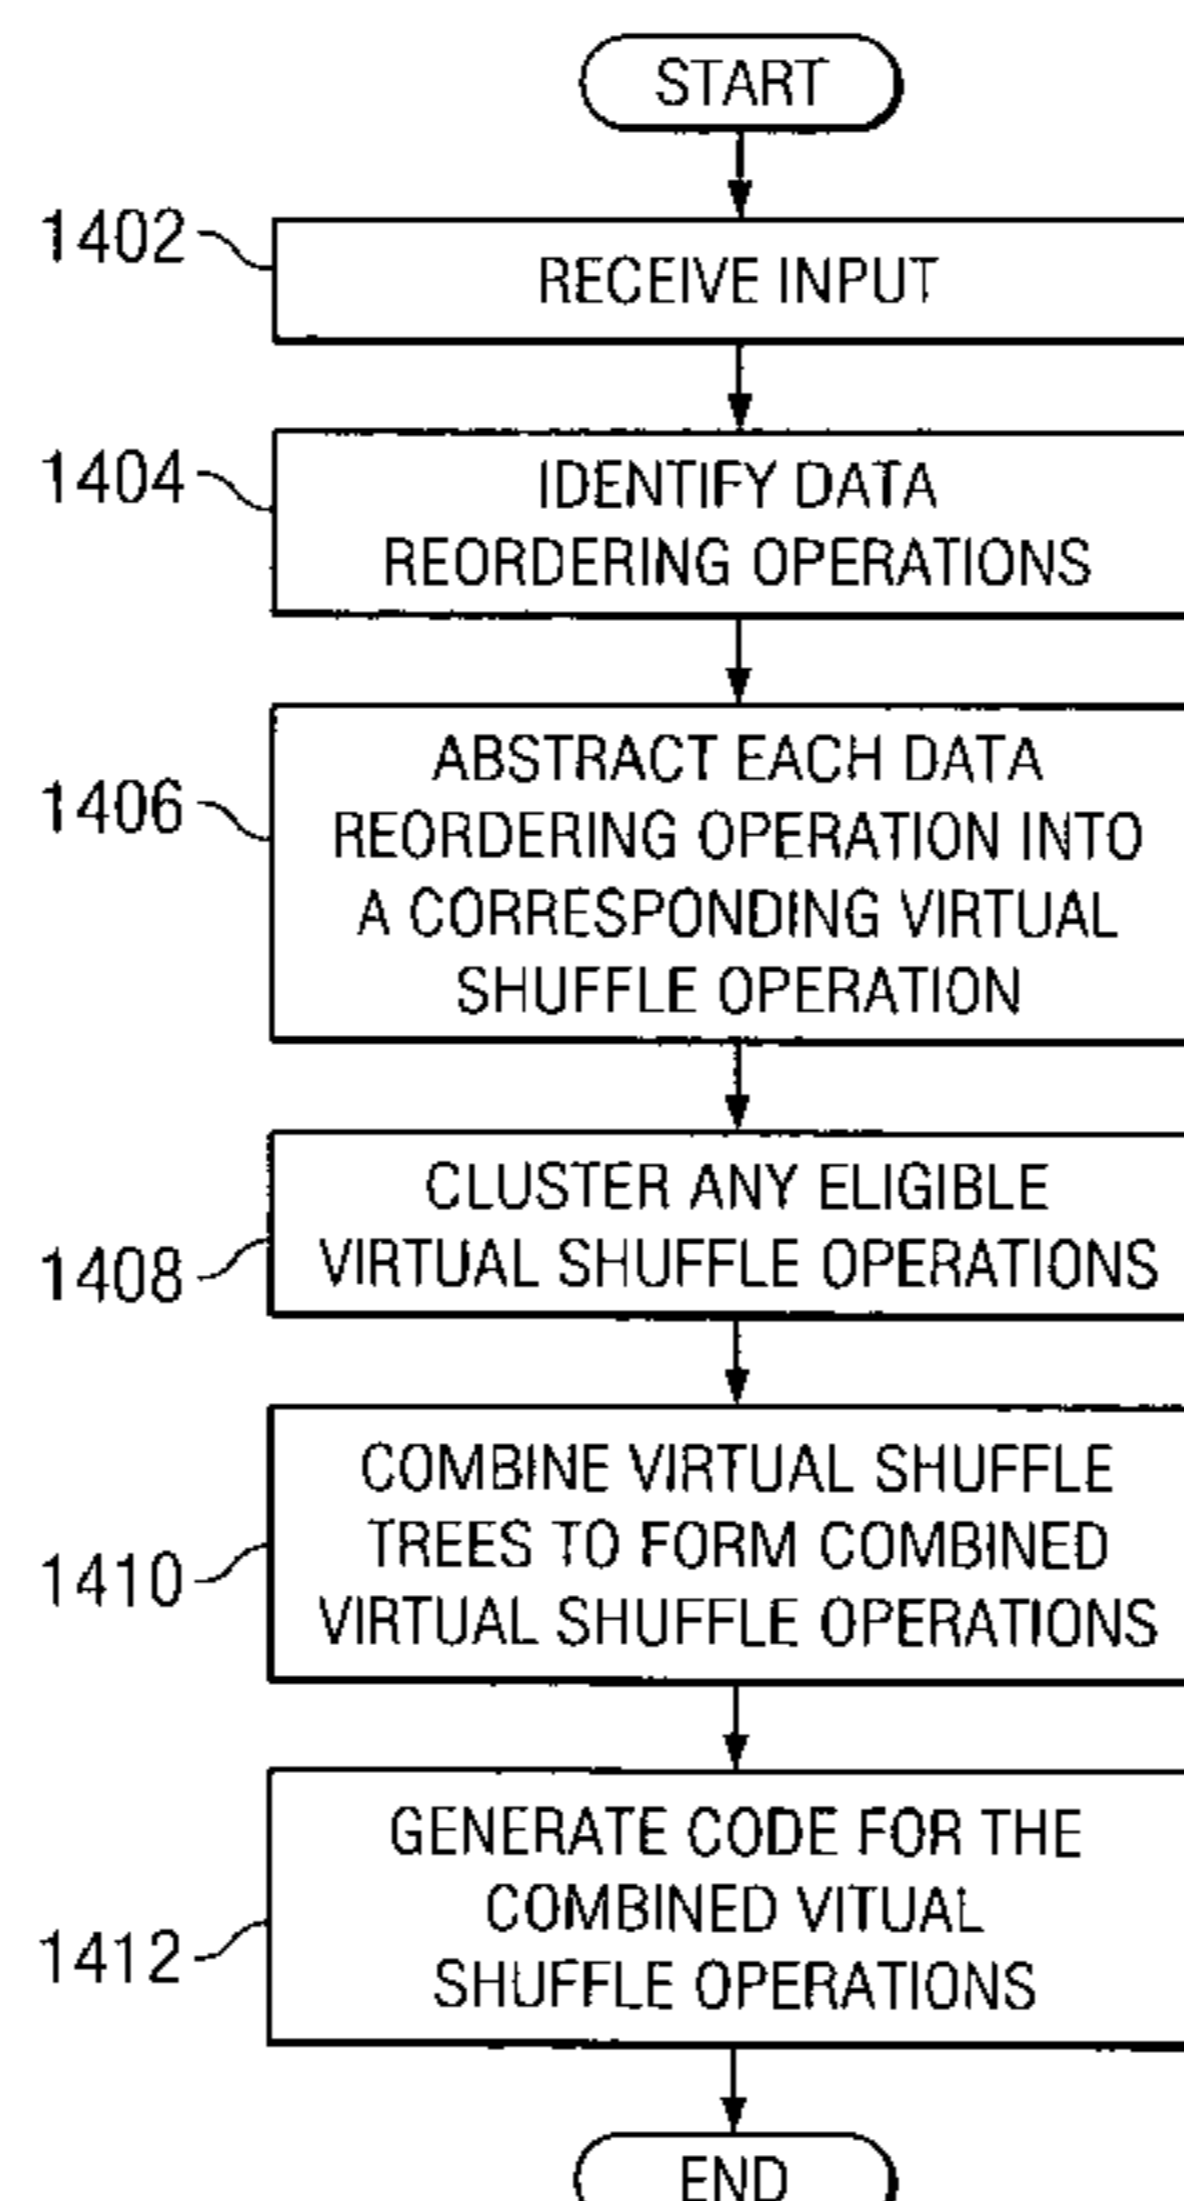 START
1402
RECEIVE INPUT
1404
IDENTIFY DATA
REORDERING OPERATIONS
1406
ABSTRACT EACH DATA
REORDERING OPERATION INTO
A CORRESPONDING VIRTUAL
SHUFFLE OPERATION
1408
CLUSTER ANY ELIGIBLE
VIRTUAL SHUFFLE OPERATIONS
1410
COMBINE VIRTUAL SHUFFLE
TREES TO FORM COMBINED
VIRTUAL SHUFFLE OPERATIONS
1412
GENERATE CODE FOR THE
COMBINED VITUAL
SHUFFLE OPERATIONS
END